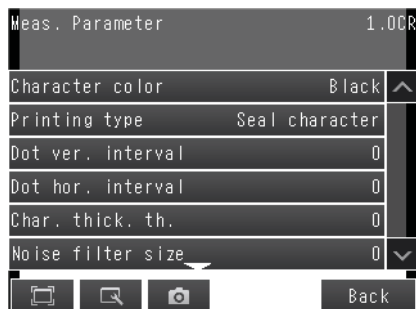 Meas. Parameter 1.OCR
Character color Black
Printing type Seal character
Dot ver. interval 0
Dot hor. interval 0
Char. thick. th. 0
Noise filter size 0
Back